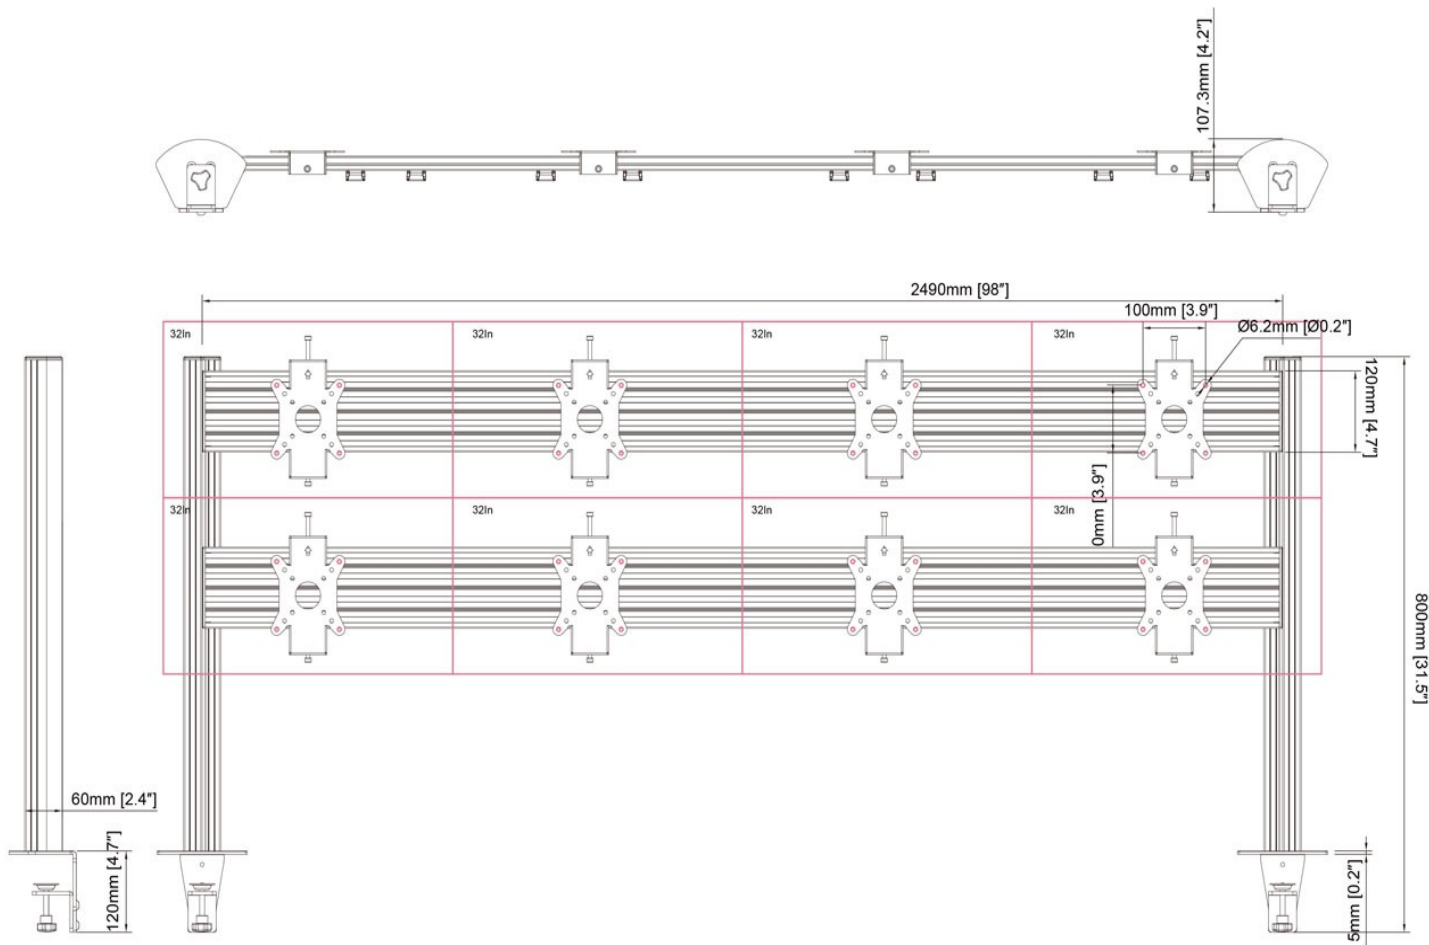 107.3mm [4.2"]
2490mm [98"]
100mm [3.9"]
Ø6.2mm [Ø0.2"]
32In
32In
32In
32In
120mm [4.7"]
0mm [3.9"]
32In
32In
32In
32In
800mm [31.5"]
60mm [2.4"]
120mm [4.7"]
5mm [0.2"]